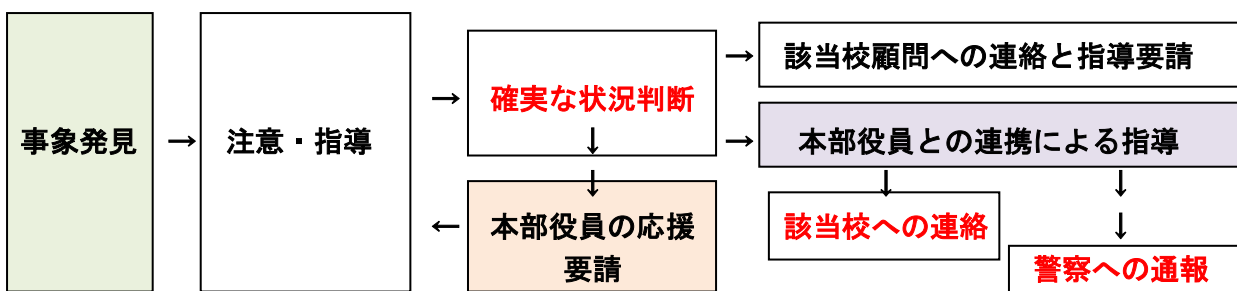 事象発見
→
注意・指導
→
確実な状況判断
↓
↓
←
本部役員の応援
要請
→
該当校顧問への連絡と指導要請
→
本部役員との連携による指導
↓
該当校への連絡
↓
↓
警察への通報